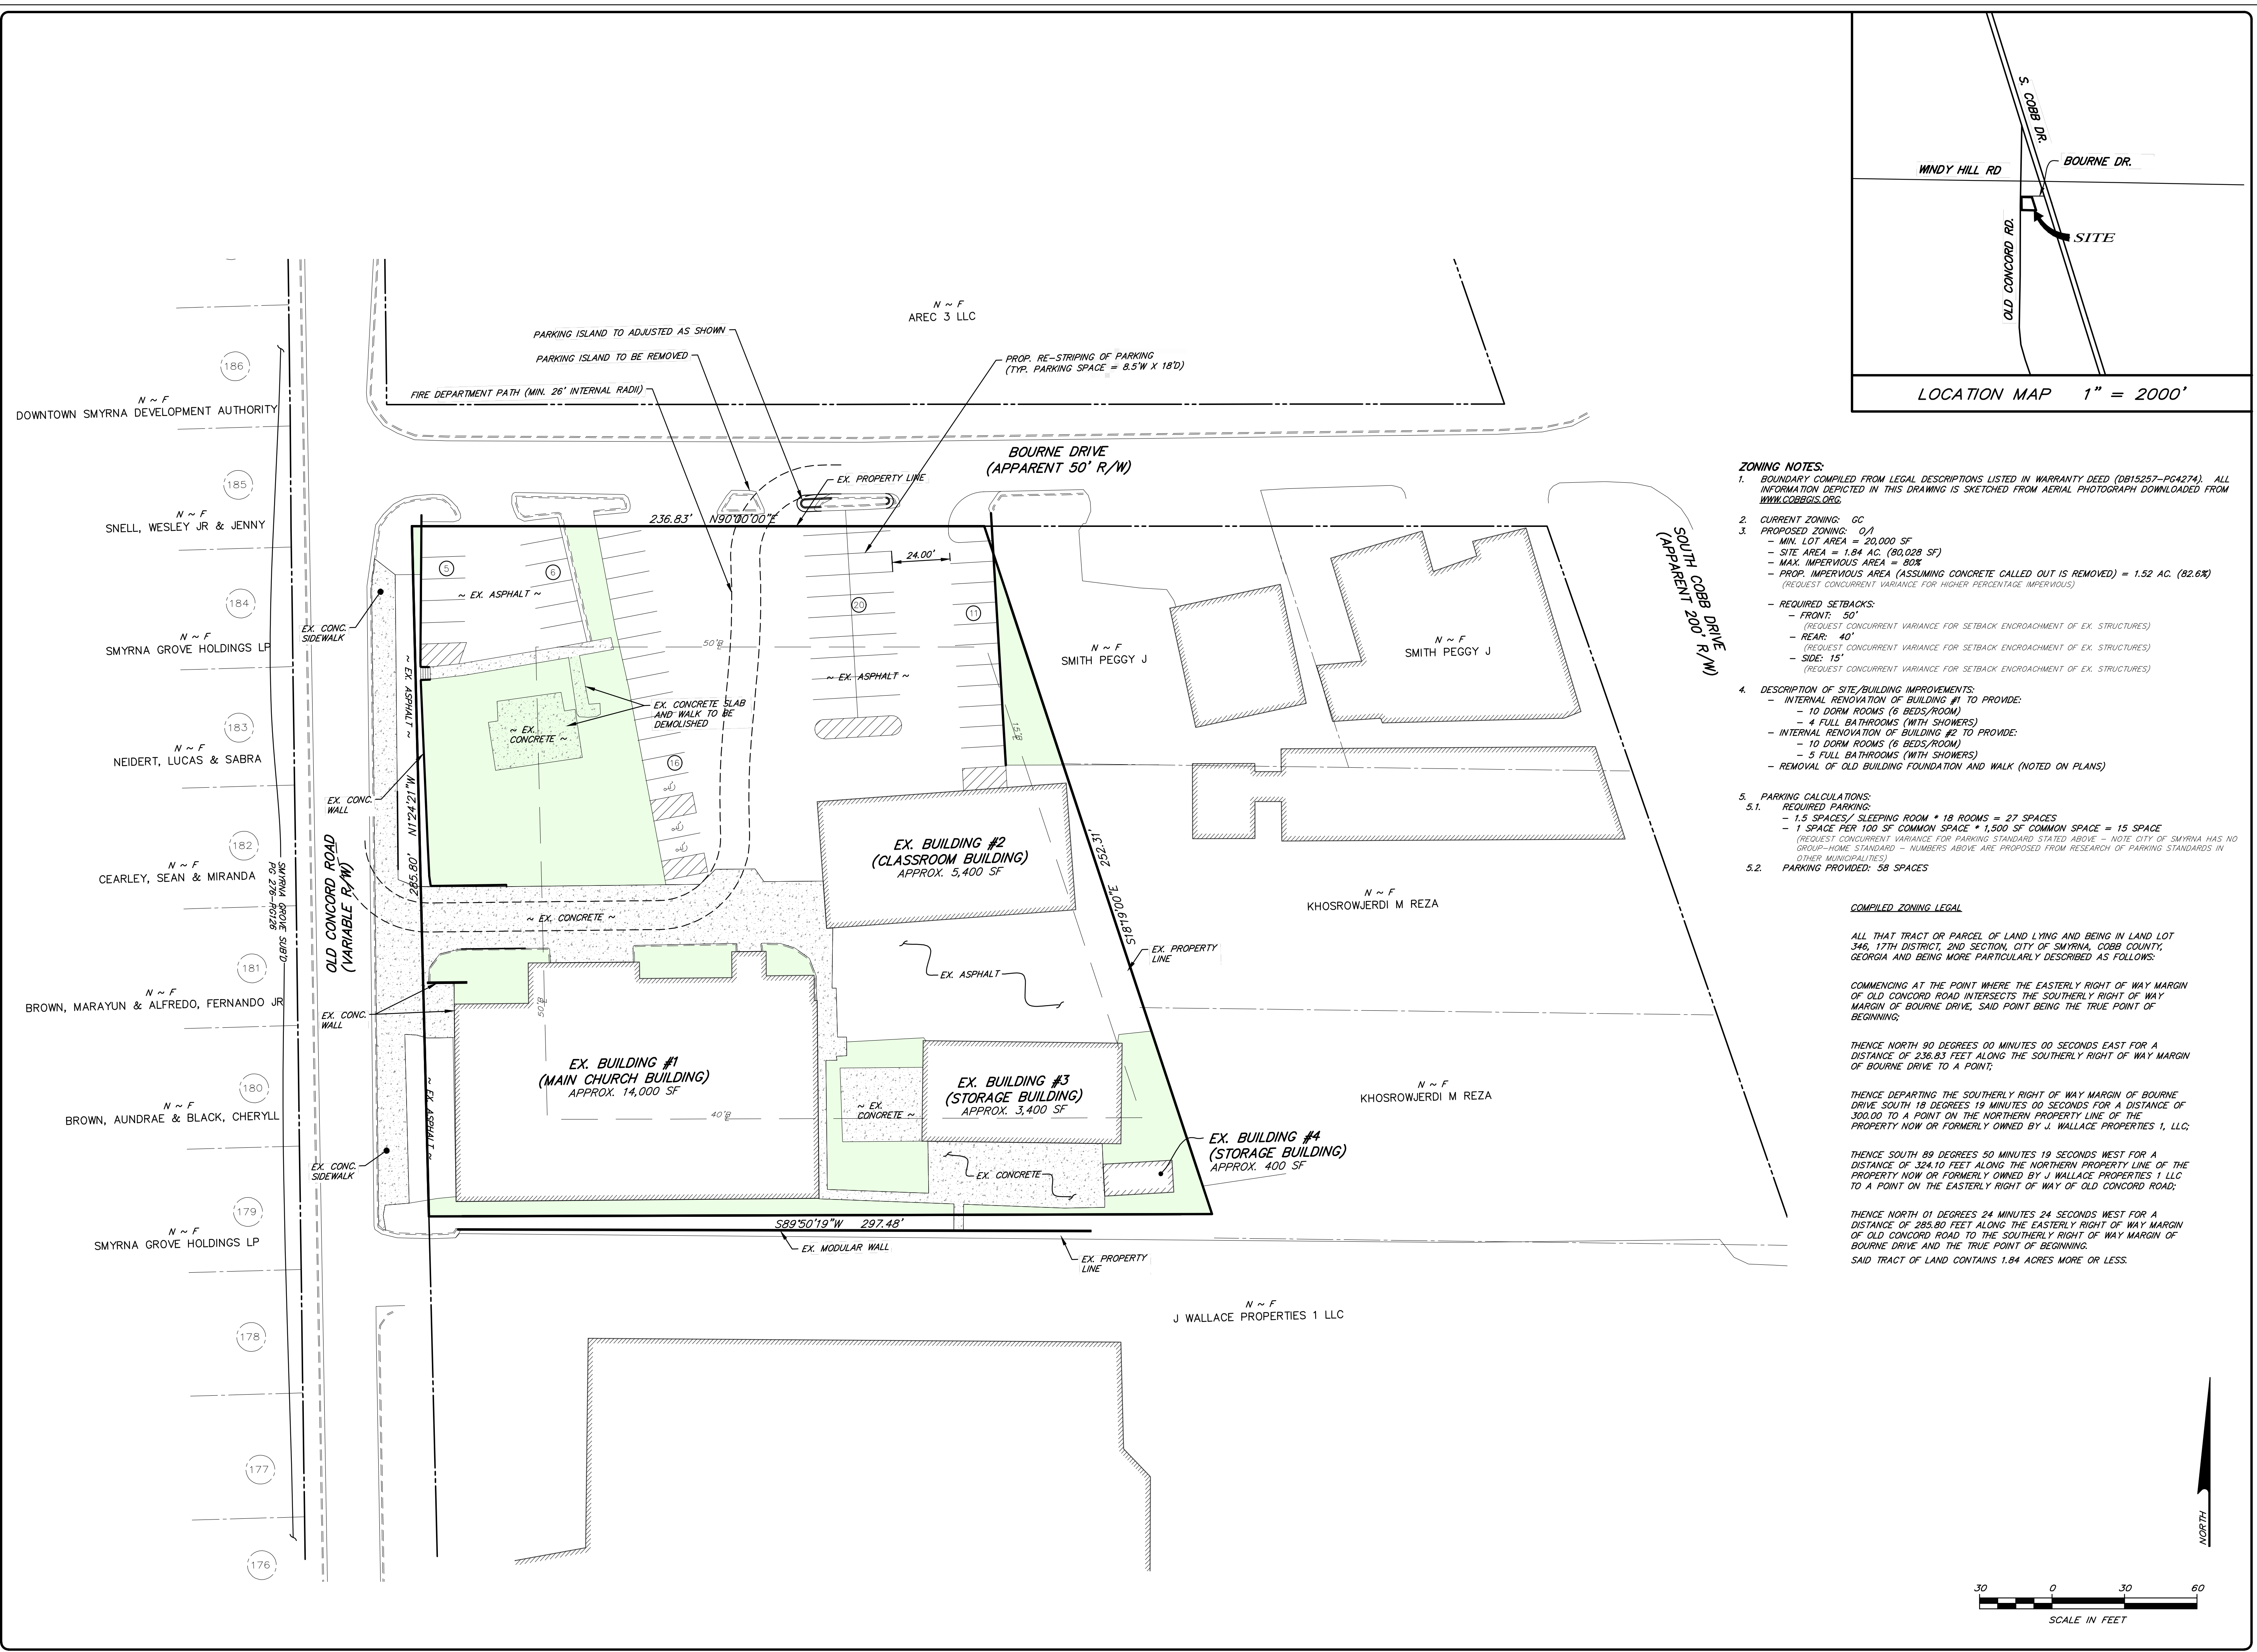 S. COBB DR.
WINDY HILL RD
BOURNE DR.
OLD CONCORD RD.
SITE
LOCATION MAP 1" = 2000'
ZONING NOTES:
1. BOUNDARY COMPILED FROM LEGAL DESCRIPTIONS LISTED IN WARRANTY DEED (DB15257-PG4274). ALL
INFORMATION DEPICTED IN THIS DRAWING IS SKETCHED FROM AERIAL PHOTOGRAPH DOWNLOADED FROM
WWW.COBBGIS.ORG.
2. CURRENT ZONING: GC
3. PROPOSED ZONING: O/I
- MIN. LOT AREA = 20,000 SF
- SITE AREA = 1.84 AC. (80,028 SF)
- MAX. IMPERVIOUS AREA = 80%
- PROP. IMPERVIOUS AREA (ASSUMING CONCRETE CALLED OUT IS REMOVED) = 1.52 AC. (82.6%)
(REQUEST CONCURRENT VARIANCE FOR HIGHER PERCENTAGE IMPERVIOUS)
- REQUIRED SETBACKS:
- FRONT: 50'
(REQUEST CONCURRENT VARIANCE FOR SETBACK ENCROACHMENT OF EX. STRUCTURES)
- REAR: 40'
(REQUEST CONCURRENT VARIANCE FOR SETBACK ENCROACHMENT OF EX. STRUCTURES)
- SIDE: 15'
(REQUEST CONCURRENT VARIANCE FOR SETBACK ENCROACHMENT OF EX. STRUCTURES)
4. DESCRIPTION OF SITE/BUILDING IMPROVEMENTS:
- INTERNAL RENOVATION OF BUILDING #1 TO PROVIDE:
- 10 DORM ROOMS (6 BEDS/ROOM)
- 4 FULL BATHROOMS (WITH SHOWERS)
- INTERNAL RENOVATION OF BUILDING #2 TO PROVIDE:
- 10 DORM ROOMS (6 BEDS/ROOM)
- 5 FULL BATHROOMS (WITH SHOWERS)
- REMOVAL OF OLD BUILDING FOUNDATION AND WALK (NOTED ON PLANS)
5. PARKING CALCULATIONS:
5.1. REQUIRED PARKING:
- 1.5 SPACES/ SLEEPING ROOM * 18 ROOMS = 27 SPACES
- 1 SPACE PER 100 SF COMMON SPACE * 1,500 SF COMMON SPACE = 15 SPACE
(REQUEST CONCURRENT VARIANCE FOR PARKING STANDARD STATED ABOVE - NOTE CITY OF SMYRNA HAS NO
GROUP-HOME STANDARD - NUMBERS ABOVE ARE PROPOSED FROM RESEARCH OF PARKING STANDARDS IN
OTHER MUNICIPALITIES)
5.2. PARKING PROVIDED: 58 SPACES
COMPILED ZONING LEGAL
ALL THAT TRACT OR PARCEL OF LAND LYING AND BEING IN LAND LOT
346, 17TH DISTRICT, 2ND SECTION, CITY OF SMYRNA, COBB COUNTY,
GEORGIA AND BEING MORE PARTICULARLY DESCRIBED AS FOLLOWS:
COMMENCING AT THE POINT WHERE THE EASTERLY RIGHT OF WAY MARGIN
OF OLD CONCORD ROAD INTERSECTS THE SOUTHERLY RIGHT OF WAY
MARGIN OF BOURNE DRIVE, SAID POINT BEING THE TRUE POINT OF
BEGINNING;
THENCE NORTH 90 DEGREES 00 MINUTES 00 SECONDS EAST FOR A
DISTANCE OF 236.83 FEET ALONG THE SOUTHERLY RIGHT OF WAY MARGIN
OF BOURNE DRIVE TO A POINT;
THENCE DEPARTING THE SOUTHERLY RIGHT OF WAY MARGIN OF BOURNE
DRIVE SOUTH 18 DEGREES 19 MINUTES 00 SECONDS FOR A DISTANCE OF
300.00 TO A POINT ON THE NORTHERN PROPERTY LINE OF THE
PROPERTY NOW OR FORMERLY OWNED BY J. WALLACE PROPERTIES 1, LLC;
THENCE SOUTH 89 DEGREES 50 MINUTES 19 SECONDS WEST FOR A
DISTANCE OF 324.10 FEET ALONG THE NORTHERN PROPERTY LINE OF THE
PROPERTY NOW OR FORMERLY OWNED BY J WALLACE PROPERTIES 1 LLC
TO A POINT ON THE EASTERLY RIGHT OF WAY OF OLD CONCORD ROAD;
THENCE NORTH 01 DEGREES 24 MINUTES 24 SECONDS WEST FOR A
DISTANCE OF 285.80 FEET ALONG THE EASTERLY RIGHT OF WAY MARGIN
OF OLD CONCORD ROAD TO THE SOUTHERLY RIGHT OF WAY MARGIN OF
BOURNE DRIVE AND THE TRUE POINT OF BEGINNING.
SAID TRACT OF LAND CONTAINS 1.84 ACRES MORE OR LESS.
N ~ F
AREC 3 LLC
PARKING ISLAND TO ADJUSTED AS SHOWN
PARKING ISLAND TO BE REMOVED
FIRE DEPARTMENT PATH (MIN. 26' INTERNAL RADII)
PROP. RE-STRIPING OF PARKING
(TYP. PARKING SPACE = 8.5'W X 18'D)
BOURNE DRIVE
(APPARENT 50' R/W)
EX. PROPERTY LINE
236.83' N90°00'00"E
24.00'
5
6
20
11
16
~ EX. ASPHALT ~
~ EX. ASPHALT ~
~ EX. ASPHALT ~
~ EX. ASPHALT ~
50'B
15'B
50'B
40'B
EX. CONC.
SIDEWALK
EX. CONCRETE SLAB
AND WALK TO BE
DEMOLISHED
~ EX.
CONCRETE ~
EX. CONC.
WALL
285.80' N1°24'21"W
OLD CONCORD ROAD
(VARIABLE R/W)
SMYRNA GROVE SUB'D
PG 276-PG126
~ EX. CONCRETE ~
EX. BUILDING #2
(CLASSROOM BUILDING)
APPROX. 5,400 SF
S18°19'00"E 252.31'
EX. PROPERTY
LINE
EX. ASPHALT
EX. CONC.
WALL
EX. BUILDING #1
(MAIN CHURCH BUILDING)
APPROX. 14,000 SF
~ EX.
CONCRETE ~
EX. BUILDING #3
(STORAGE BUILDING)
APPROX. 3,400 SF
EX. BUILDING #4
(STORAGE BUILDING)
APPROX. 400 SF
EX. CONCRETE
EX. CONC.
SIDEWALK
S89°50'19"W 297.48'
EX. MODULAR WALL
EX. PROPERTY
LINE
N ~ F
J WALLACE PROPERTIES 1 LLC
N ~ F
SMITH PEGGY J
N ~ F
SMITH PEGGY J
SOUTH COBB DRIVE
(APPARENT 200' R/W)
N ~ F
KHOSROWJERDI M REZA
N ~ F
KHOSROWJERDI M REZA
186
N ~ F
DOWNTOWN SMYRNA DEVELOPMENT AUTHORITY
185
N ~ F
SNELL, WESLEY JR & JENNY
184
N ~ F
SMYRNA GROVE HOLDINGS LP
183
N ~ F
NEIDERT, LUCAS & SABRA
182
N ~ F
CEARLEY, SEAN & MIRANDA
181
N ~ F
BROWN, MARAYUN & ALFREDO, FERNANDO JR
180
N ~ F
BROWN, AUNDRAE & BLACK, CHERYLL
179
N ~ F
SMYRNA GROVE HOLDINGS LP
178
177
176
NORTH
30 0 30 60
SCALE IN FEET